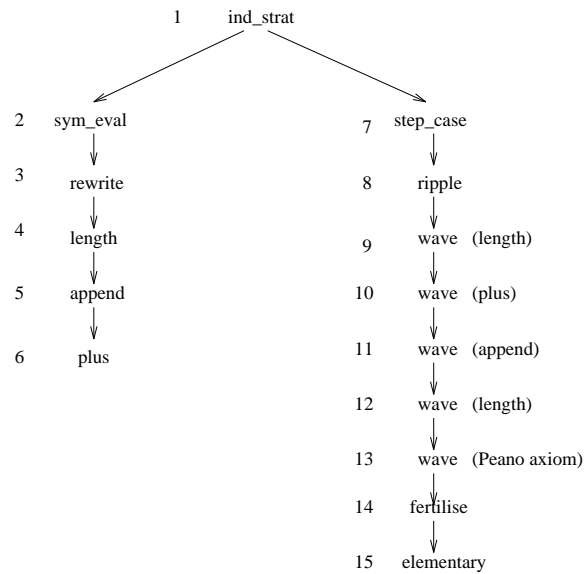 1 ind_strat
2 sym_eval
3 rewrite
4 length
5 append
6 plus
7 step_case
8 ripple
9 wave (length)
10 wave (plus)
11 wave (append)
12 wave (length)
13 wave (Peano axiom)
14 fertilise
15 elementary